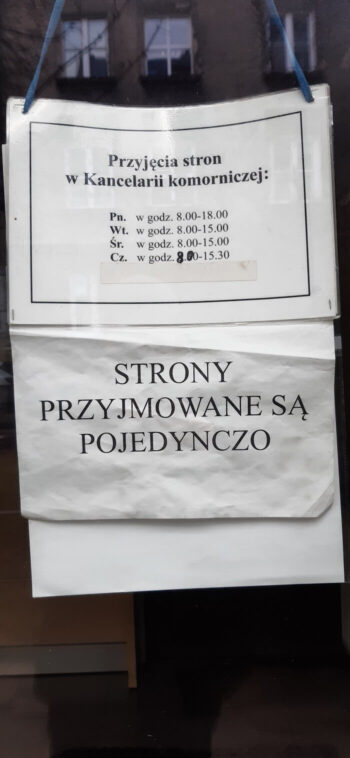 Przyjęcia stron
w Kancelarii komorniczej:
Pn. w godz. 8.00-18.00
Wt. w godz. 8.00-15.00
Śr. w godz. 8.00-15.00
Cz. w godz. 8.00-15.30
STRONY
PRZYJMOWANE SĄ
POJEDYNCZO